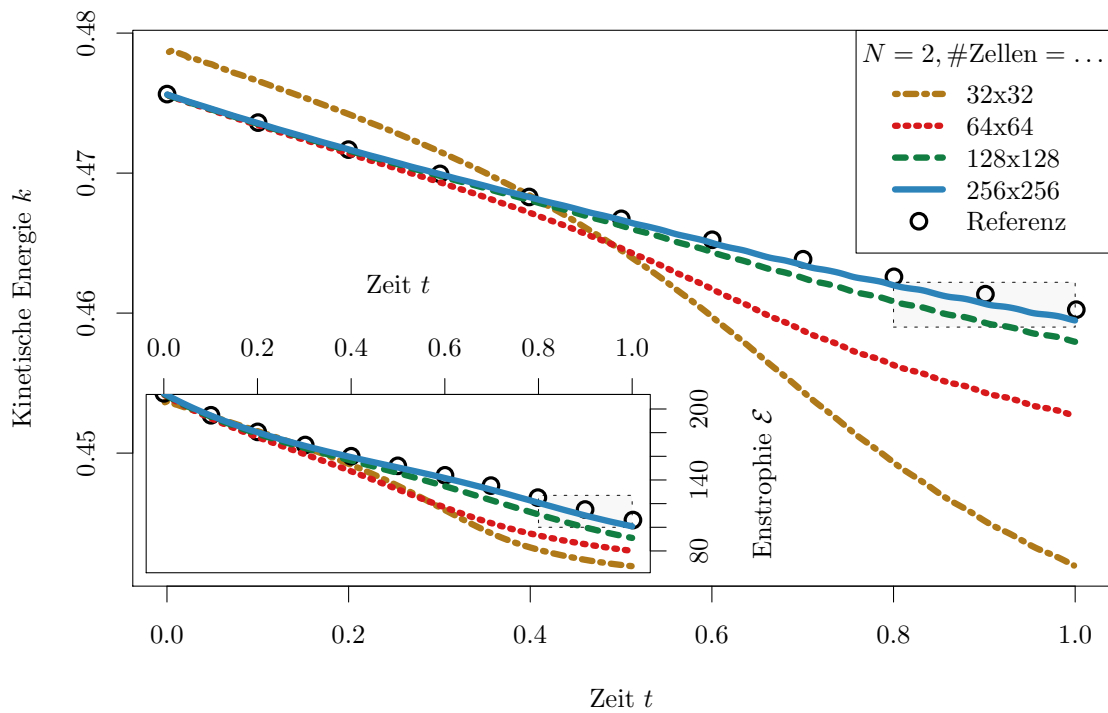 0.48
0.47
0.46
0.45
Kinetische Energie k
N = 2, #Zellen = ...
32x32
64x64
128x128
256x256
Referenz
Zeit t
0.0 0.2 0.4 0.6 0.8 1.0
200
140
80
Enstrophie ℰ
0.0 0.2 0.4 0.6 0.8 1.0
Zeit t